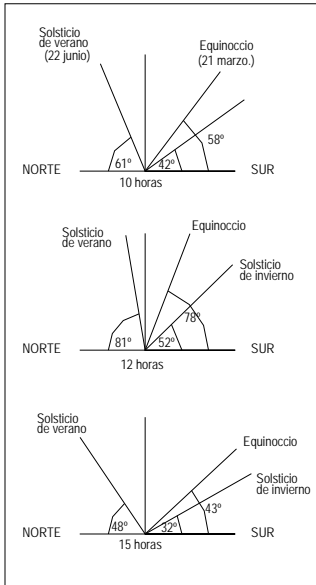 Solsticio
de verano
(22 junio)
Equinoccio
(21 marzo.)
58º
61º
42º
NORTE
SUR
10 horas
Solsticio
de verano
Equinoccio
Solsticio
de invierno
78º
81º
52º
NORTE
SUR
12 horas
Solsticio
de verano
Equinoccio
Solsticio
de invierno
43º
48º
32º
NORTE
SUR
15 horas